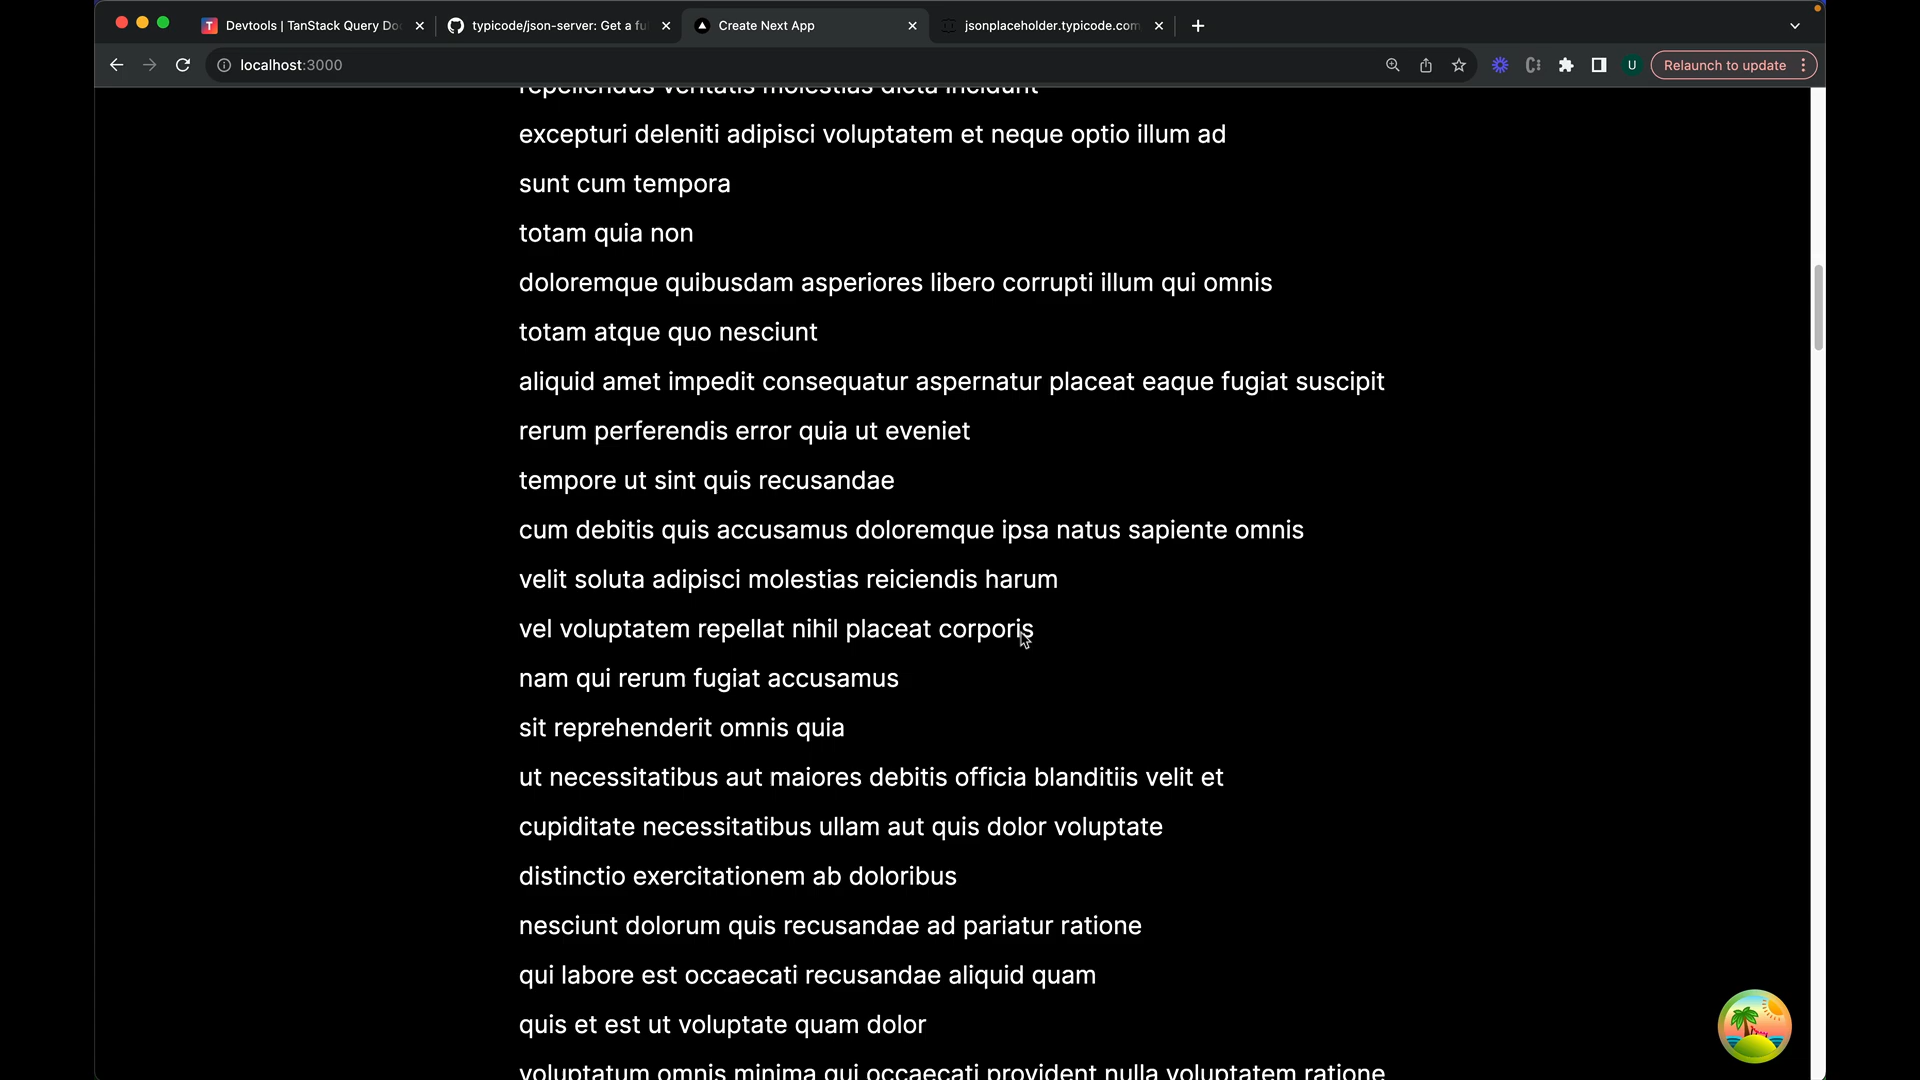 Devtools | TanStack Query Do
typicode/json-server: Get a fu
Create Next App
jsonplaceholder.typicode.com
localhost:3000
U
Relaunch to update
repellendus veritatis molestias dicta incidunt
excepturi deleniti adipisci voluptatem et neque optio illum ad
sunt cum tempora
totam quia non
doloremque quibusdam asperiores libero corrupti illum qui omnis
totam atque quo nesciunt
aliquid amet impedit consequatur aspernatur placeat eaque fugiat suscipit
rerum perferendis error quia ut eveniet
tempore ut sint quis recusandae
cum debitis quis accusamus doloremque ipsa natus sapiente omnis
velit soluta adipisci molestias reiciendis harum
vel voluptatem repellat nihil placeat corporis
nam qui rerum fugiat accusamus
sit reprehenderit omnis quia
ut necessitatibus aut maiores debitis officia blanditiis velit et
cupiditate necessitatibus ullam aut quis dolor voluptate
distinctio exercitationem ab doloribus
nesciunt dolorum quis recusandae ad pariatur ratione
qui labore est occaecati recusandae aliquid quam
quis et est ut voluptate quam dolor
voluptatum omnis minima qui occaecati provident nulla voluptatem ratione